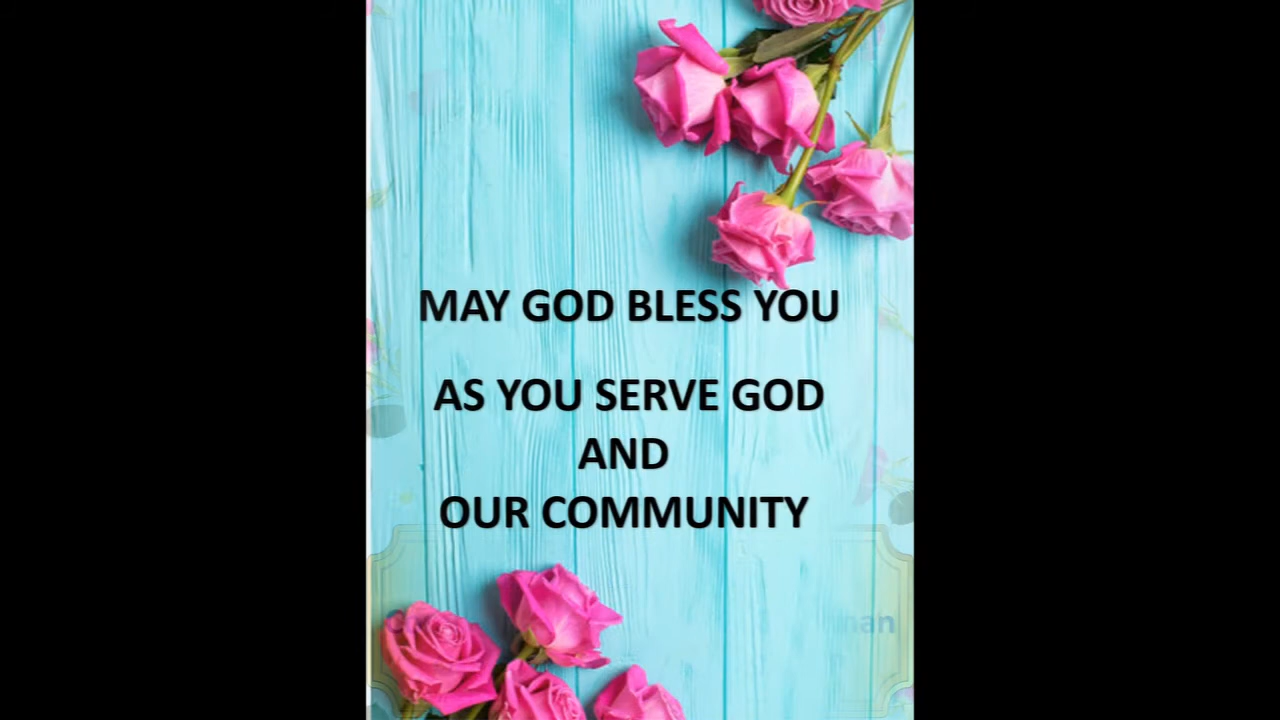 MAY GOD BLESS YOU
AS YOU SERVE GOD
AND
OUR COMMUNITY